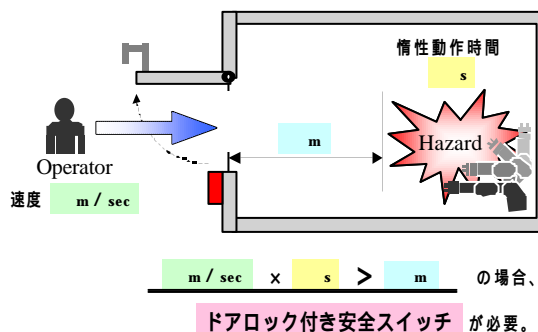 惰性動作時間
s
m
Hazard
Operator
速度 m / sec
m / sec × s > m の場合、
ドアロック付き安全スイッチ が必要。